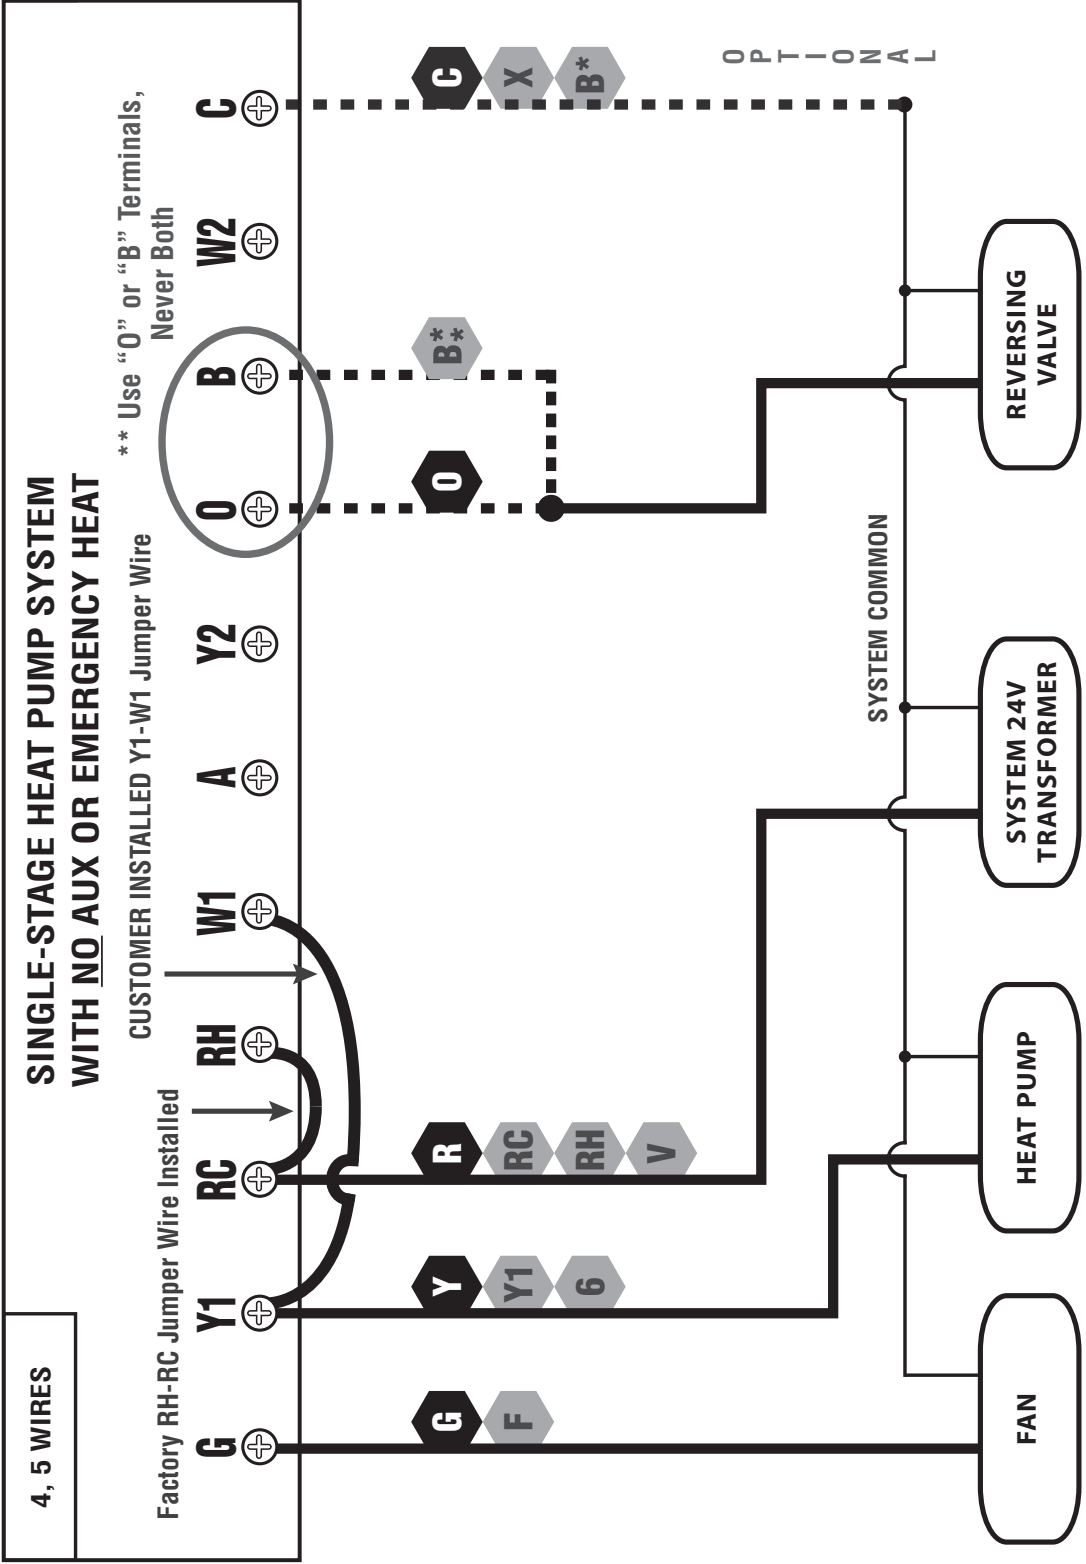 4, 5 WIRES
SINGLE-STAGE HEAT PUMP SYSTEM
WITH NO AUX OR EMERGENCY HEAT
Factory RH-RC Jumper Wire Installed
CUSTOMER INSTALLED Y1-W1 Jumper Wire
** Use “O” or “B” Terminals,
Never Both
G Y1 RC RH W1 A Y2 O B W2 C
G Y R O B** C
F Y1 RC X
6 RH B*
V
OPTIONAL
SYSTEM COMMON
FAN
HEAT PUMP
SYSTEM 24V
TRANSFORMER
REVERSING
VALVE